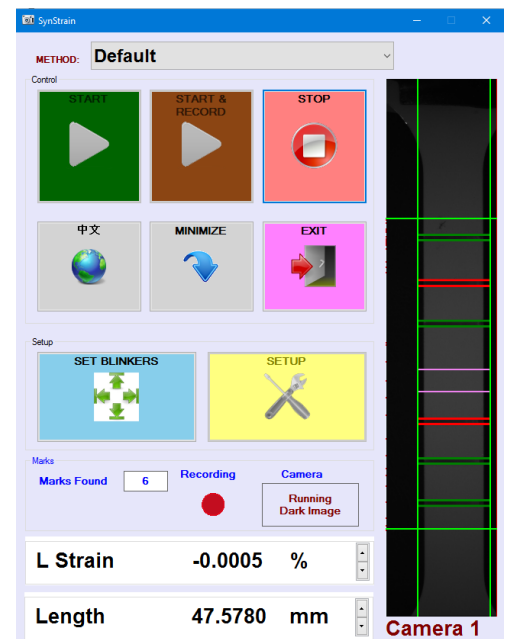 SynStrain
METHOD: Default
Control
START
START &
RECORD
STOP
中文
MINIMIZE
EXIT
Setup
SET BLINKERS
SETUP
Marks
Marks Found 6
Recording
Camera
Running
Dark Image
L Strain -0.0005 %
Length 47.5780 mm
Camera 1